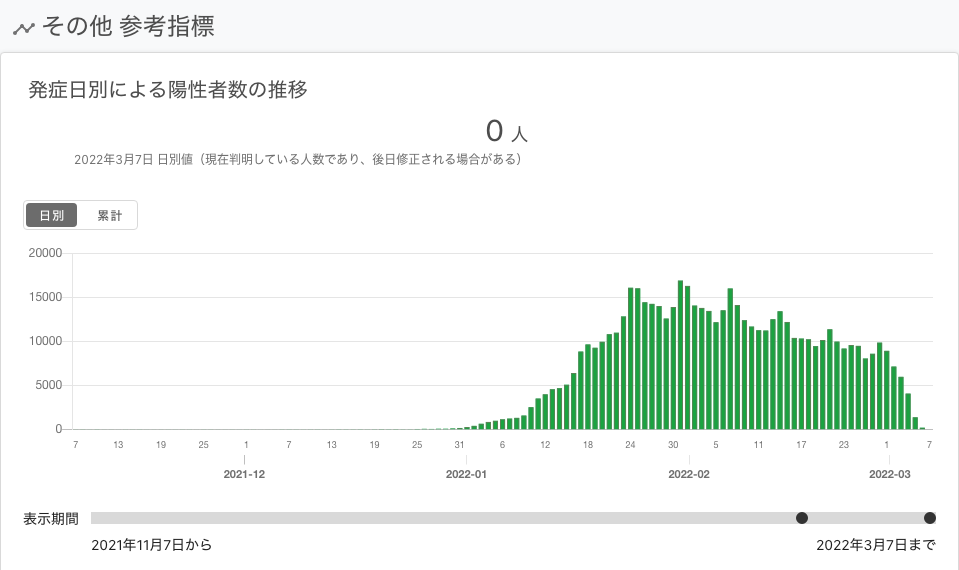 その他 参考指標
発症日別による陽性者数の推移
0 人
2022年3月7日 日別値（現在判明している人数であり、後日修正される場合がある）
日別 累計
20000
15000
10000
5000
0
7 13 19 25 1 7 13 19 25 31 6 12 18 24 30 5 11 17 23 1 7
2021-12 2022-01 2022-02 2022-03
表示期間
2021年11月7日から 2022年3月7日まで